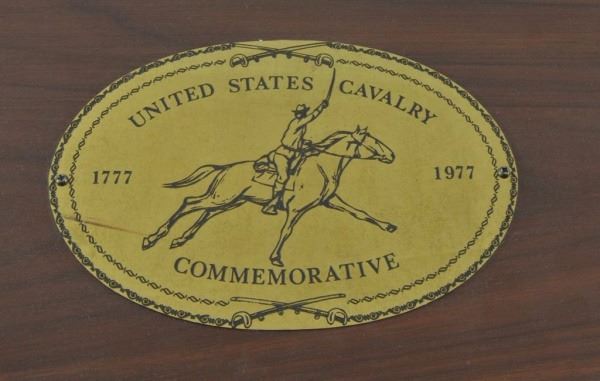 UNITED STATES CAVALRY
1777 1977
COMMEMORATIVE